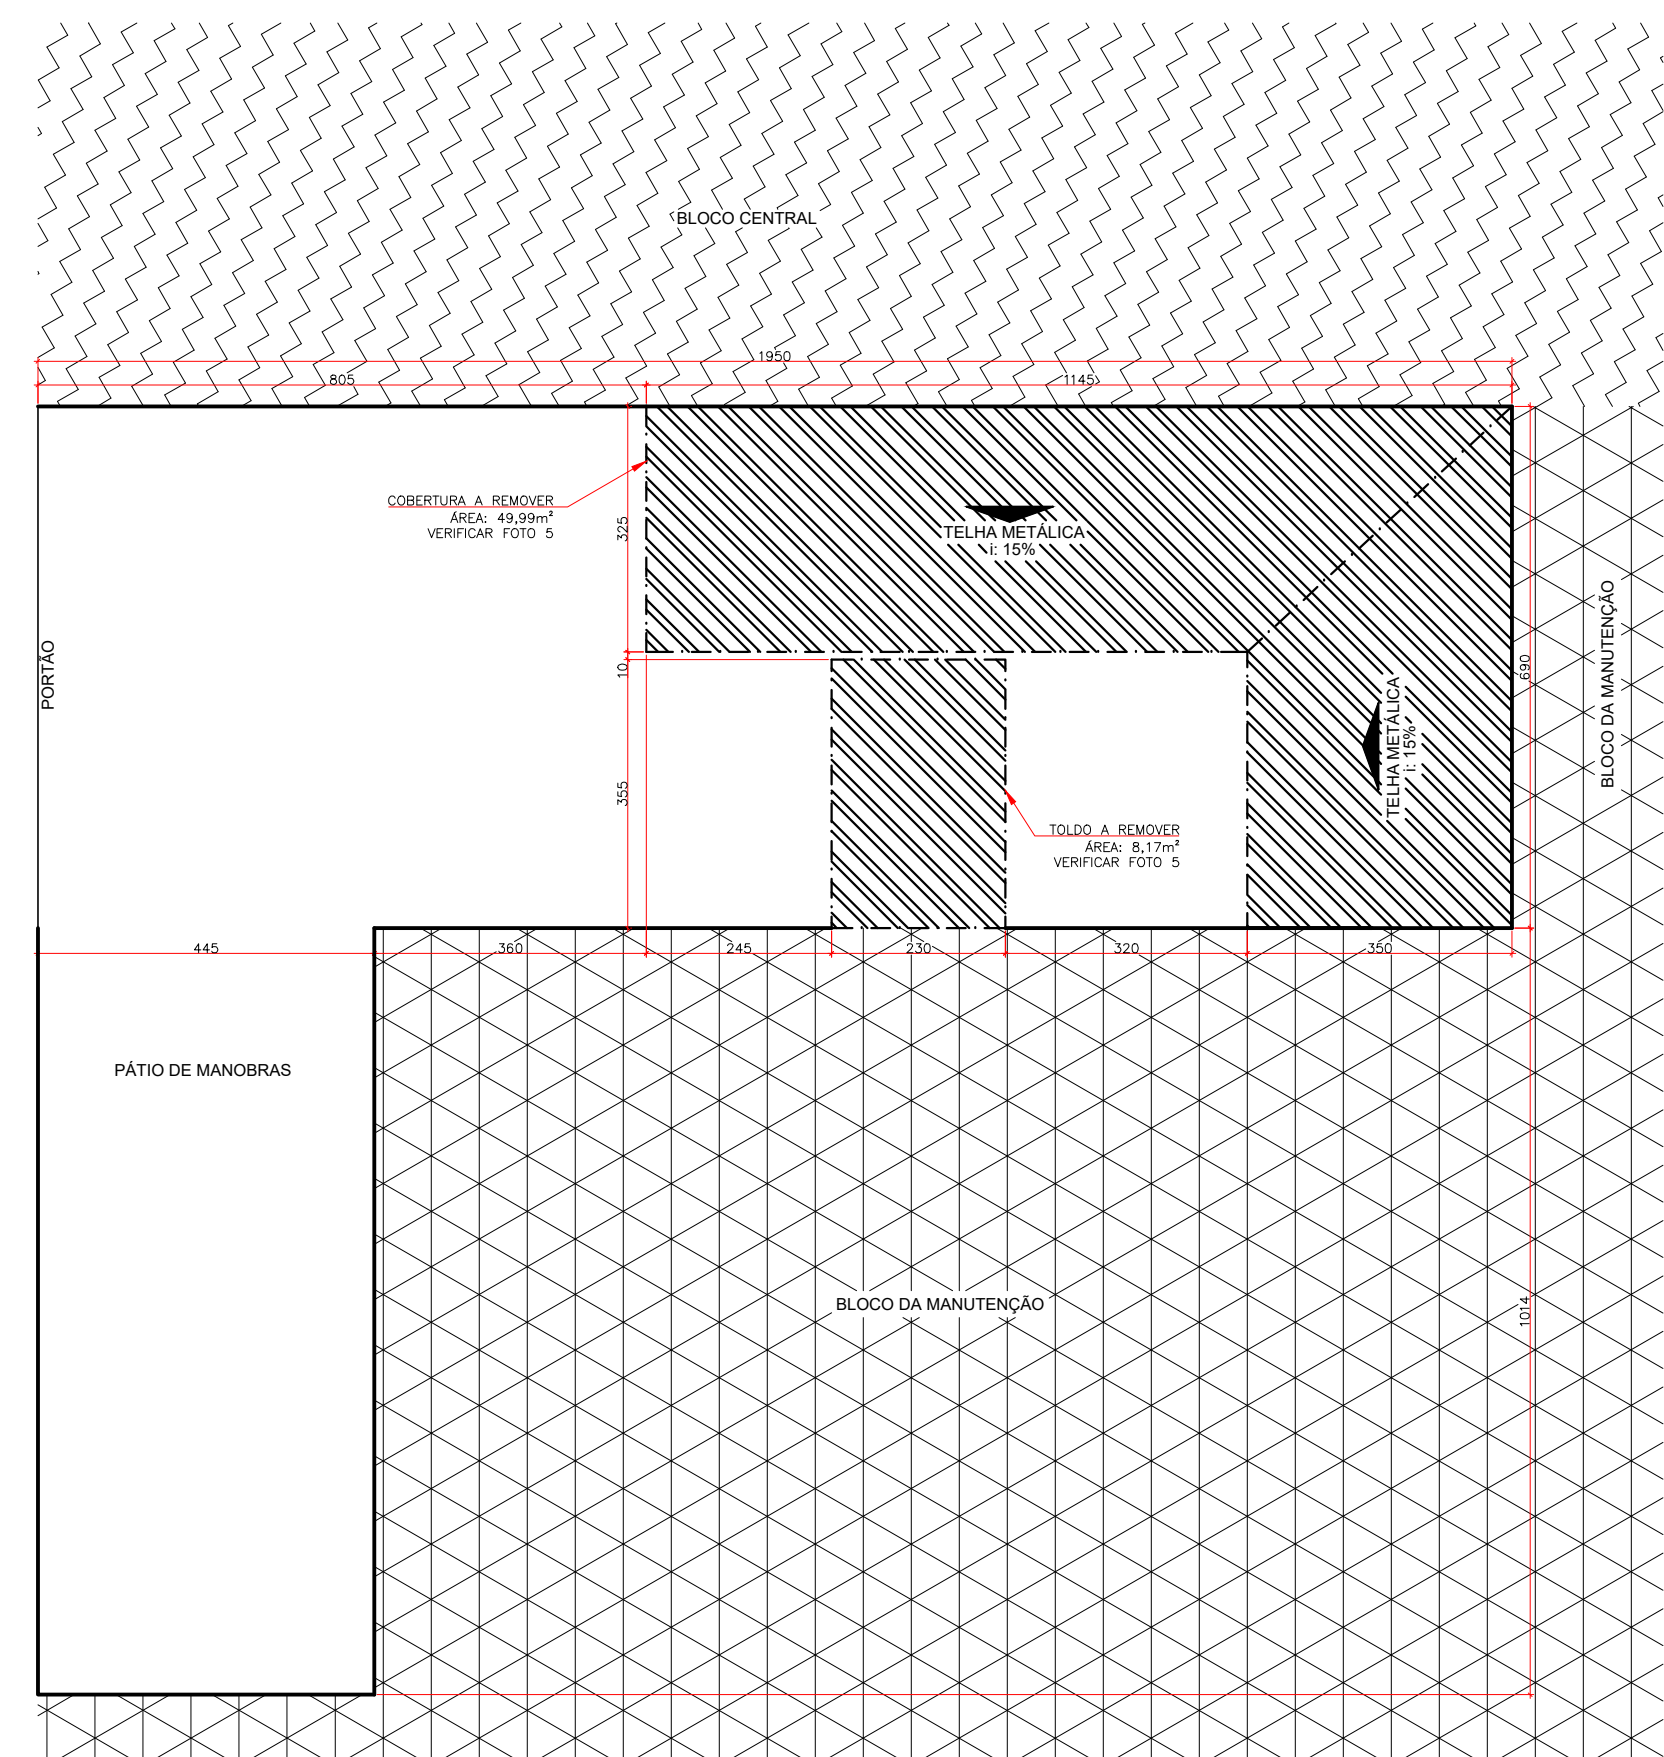 BLOCO CENTRAL
1950
805
1145
COBERTURA A REMOVER
ÁREA: 49,99m²
VERIFICAR FOTO 5
325
TELHA METÁLICA
i: 15%
PORTÃO
10
690
BLOCO DA MANUTENÇÃO
TELHA METÁLICA
i: 15%
355
TOLDO A REMOVER
ÁREA: 8,17m²
VERIFICAR FOTO 5
445
360
245
230
320
350
PÁTIO DE MANOBRAS
BLOCO DA MANUTENÇÃO
1014